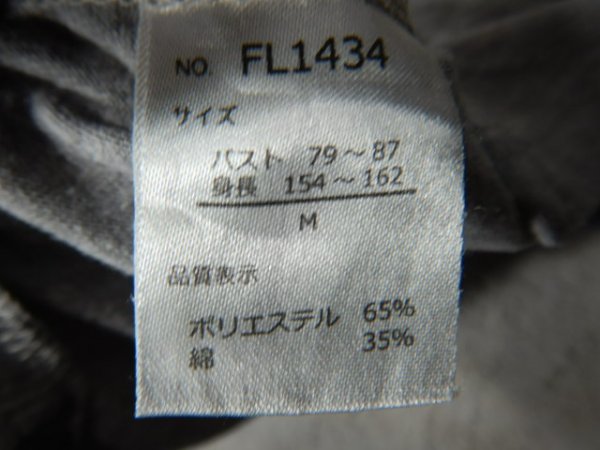 NO. FL1434
サイズ
バスト 79～87
身長 154～162
M
品質表示
ポリエステル 65%
綿 35%